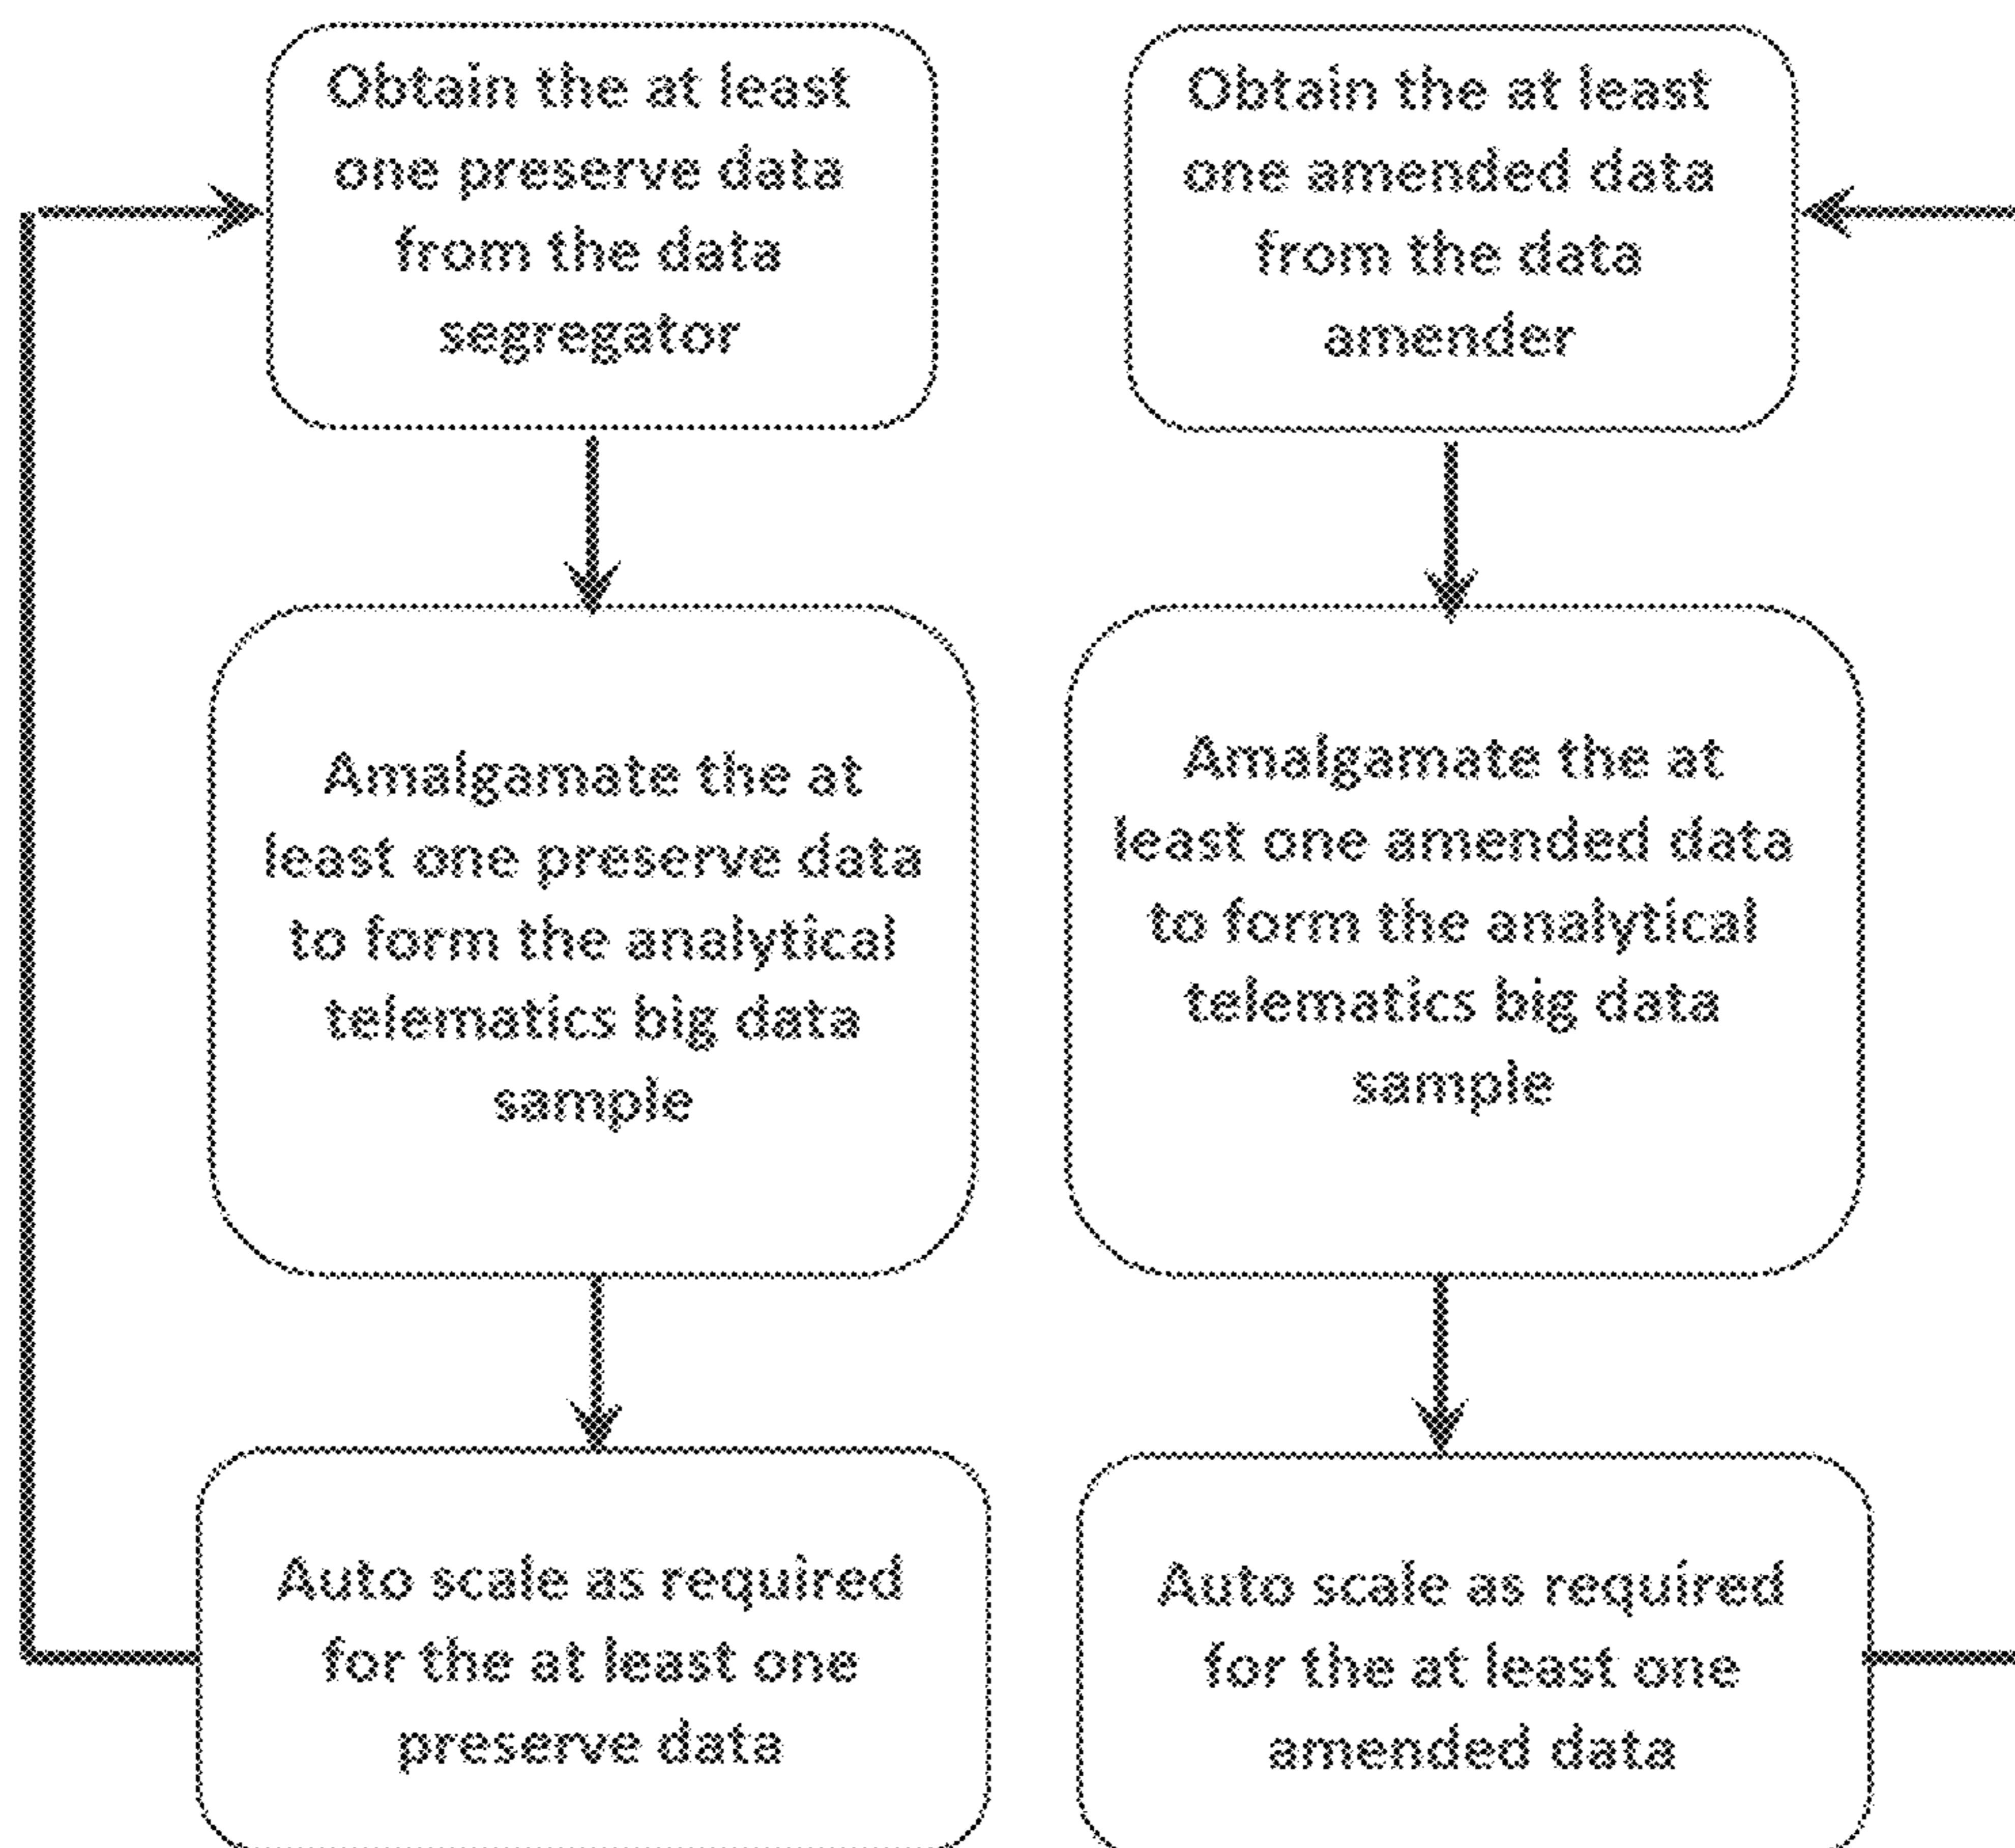 Obtain the at least
one preserve data
from the data
segregator
Amalgamate the at
least one preserve data
to form the analytical
telematics big data
sample
Auto scale as required
for the at least one
preserve data
Obtain the at least
one amended data
from the data
amender
Amalgamate the at
least one amended data
to form the analytical
telematics big data
sample
Auto scale as required
for the at least one
amended data